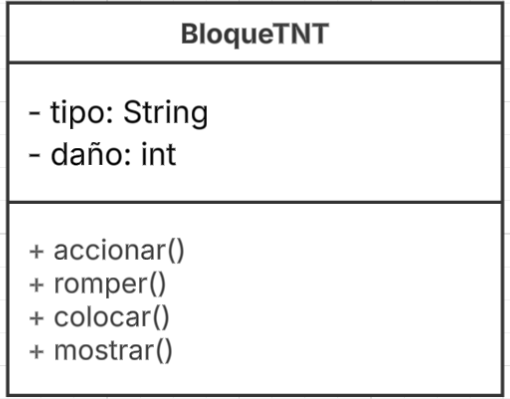 BloqueTNT
- tipo: String
- daño: int
+ accionar()
+ romper()
+ colocar()
+ mostrar()